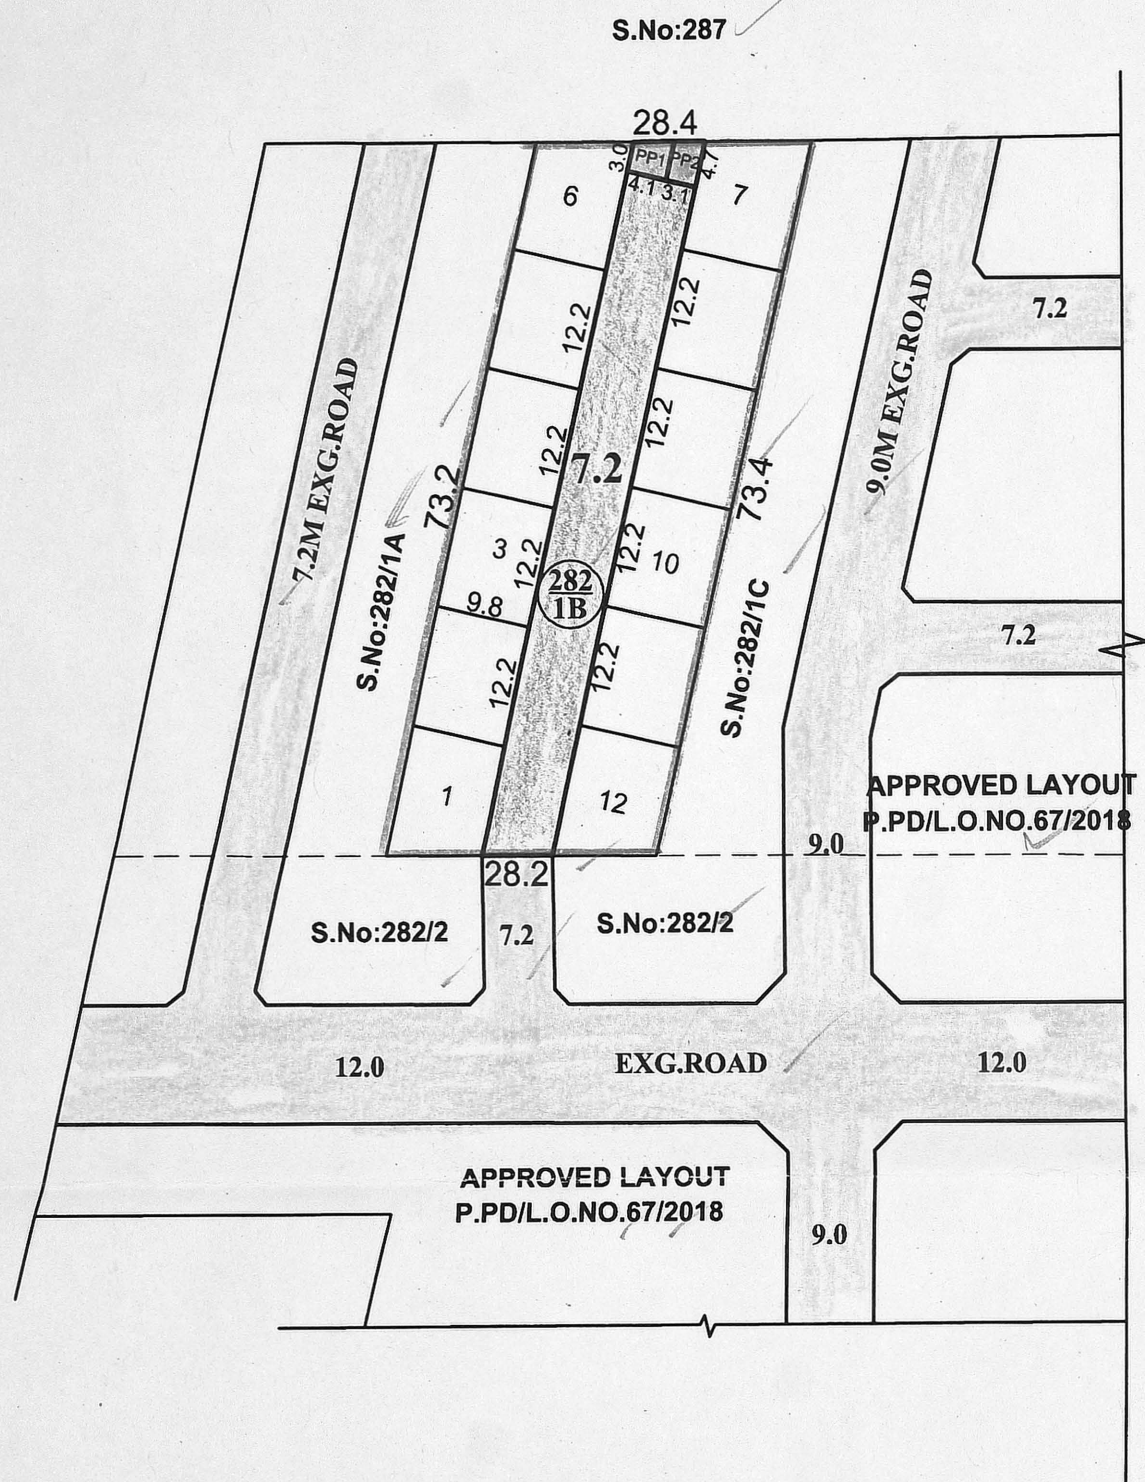 S.No:287
28.4
3.0
PP1
PP2
4.7
4.1
3.1
6
7
12.2
12.2
7.2
7.2M EXG.ROAD
9.0M EXG.ROAD
12.2
12.2
7.2
73.2
73.4
S.No:282/1A
3
12.2
12.2
10
282
1B
9.8
S.No:282/1C
7.2
12.2
12.2
1
12
APPROVED LAYOUT
P.PD/L.O.NO.67/2018
9.0
28.2
S.No:282/2
7.2
S.No:282/2
12.0
EXG.ROAD
12.0
APPROVED LAYOUT
P.PD/L.O.NO.67/2018
9.0